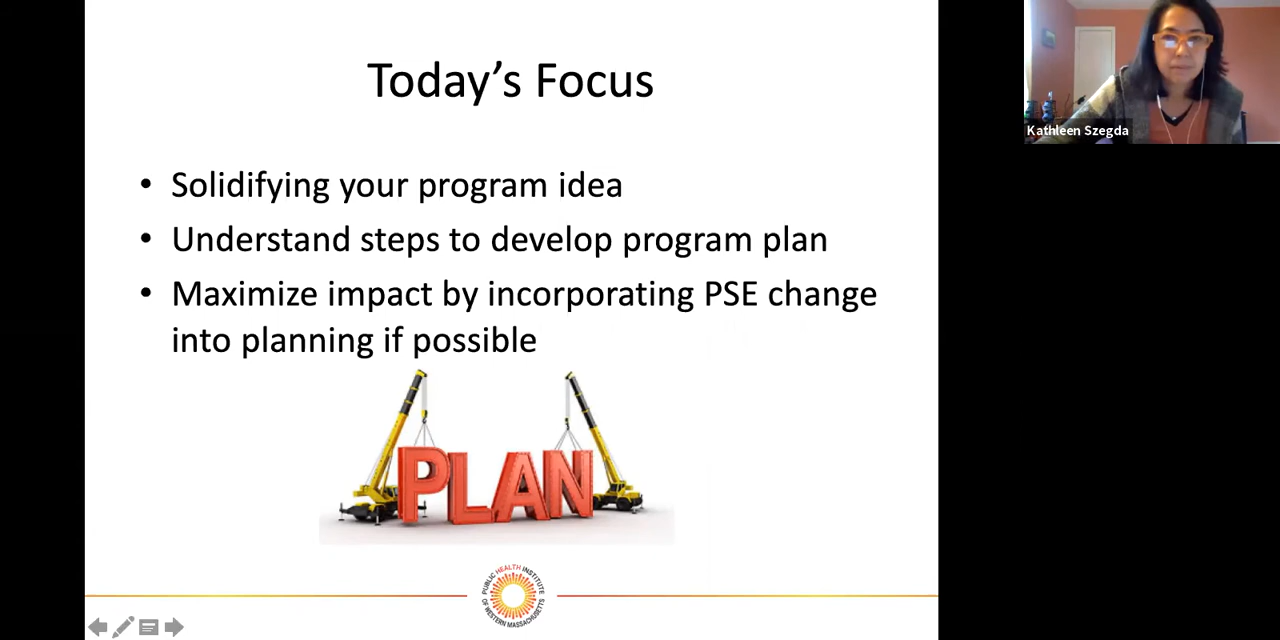 Today’s Focus
• Solidifying your program idea
• Understand steps to develop program plan
• Maximize impact by incorporating PSE change
into planning if possible
PLAN
PUBLIC HEALTH INSTITUTE
OF WESTERN MASSACHUSETTS
Kathleen Szegda